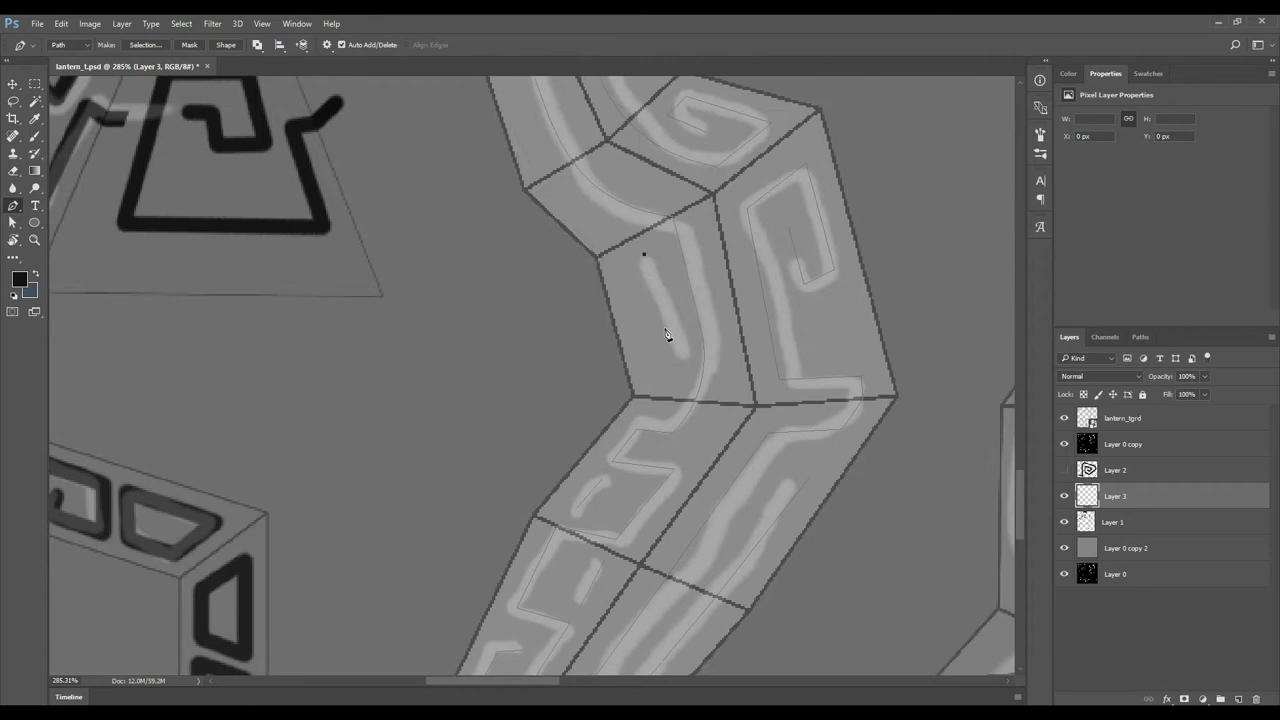 Ps File Edit Image Layer Type Select Filter 3D View Window Help
Path Make: Selection... Mask Shape Auto Add/Delete Align Edges
lantern_t.psd @ 285% (Layer 3, RGB/8#) * ×
Color Properties Swatches
Pixel Layer Properties
W: H:
X: 0 px Y: 0 px
Layers Channels Paths
Kind
Normal Opacity: 100%
Lock: Fill: 100%
lantern_tgrd
Layer 0 copy
Layer 2
Layer 3
Layer 1
Layer 0 copy 2
Layer 0
285.31% Doc: 12.0M/59.2M
Timeline